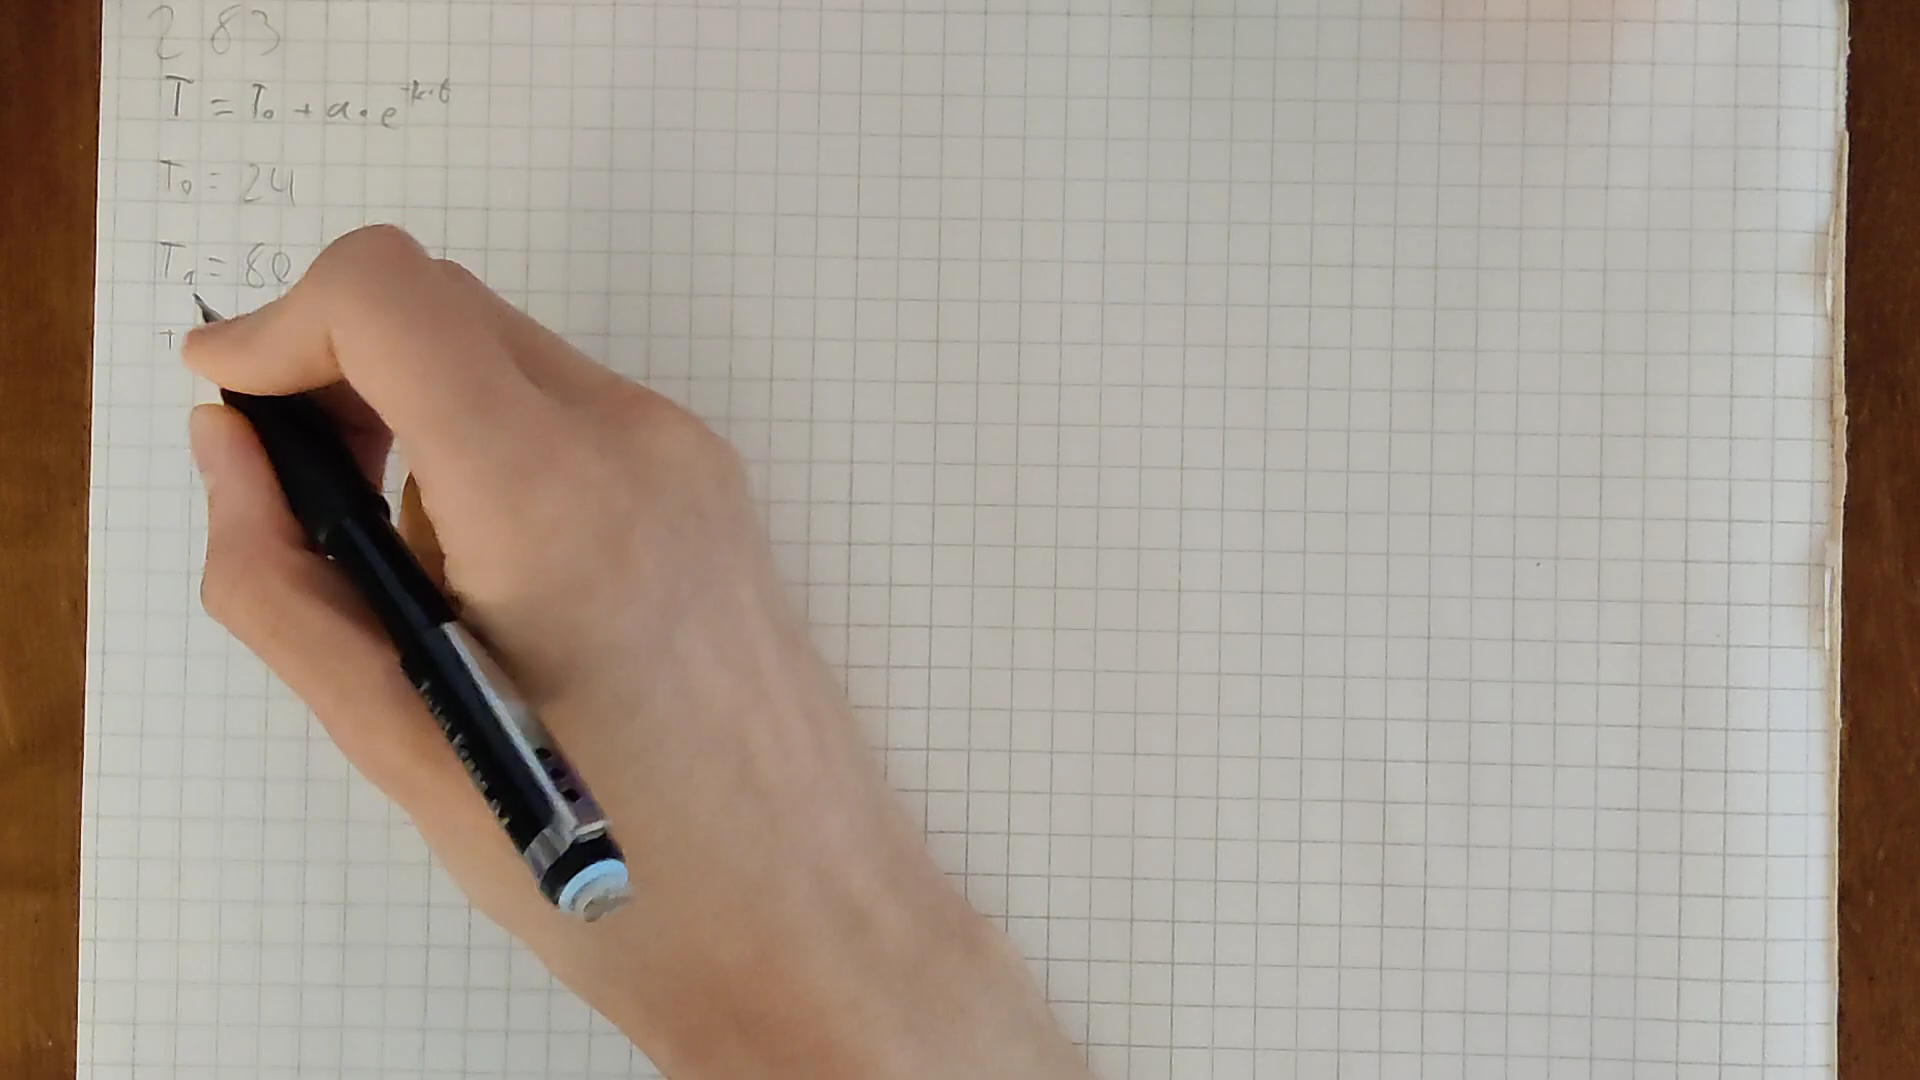 283
T = T₀ + a · e^-k·t
T₀ = 24
T₁ = 80